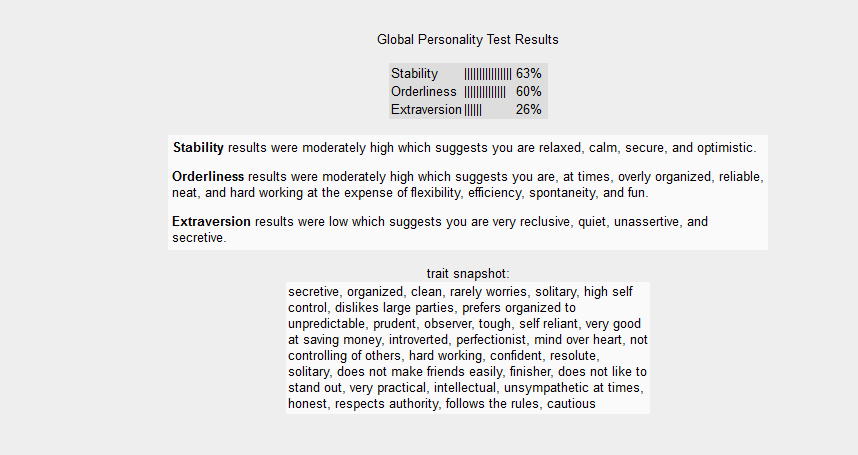 Global Personality Test Results
Stability |||||||||||||||| 63%
Orderliness |||||||||||||| 60%
Extraversion |||||| 26%
Stability results were moderately high which suggests you are relaxed, calm, secure, and optimistic.
Orderliness results were moderately high which suggests you are, at times, overly organized, reliable,
neat, and hard working at the expense of flexibility, efficiency, spontaneity, and fun.
Extraversion results were low which suggests you are very reclusive, quiet, unassertive, and
secretive.
trait snapshot:
secretive, organized, clean, rarely worries, solitary, high self
control, dislikes large parties, prefers organized to
unpredictable, prudent, observer, tough, self reliant, very good
at saving money, introverted, perfectionist, mind over heart, not
controlling of others, hard working, confident, resolute,
solitary, does not make friends easily, finisher, does not like to
stand out, very practical, intellectual, unsympathetic at times,
honest, respects authority, follows the rules, cautious